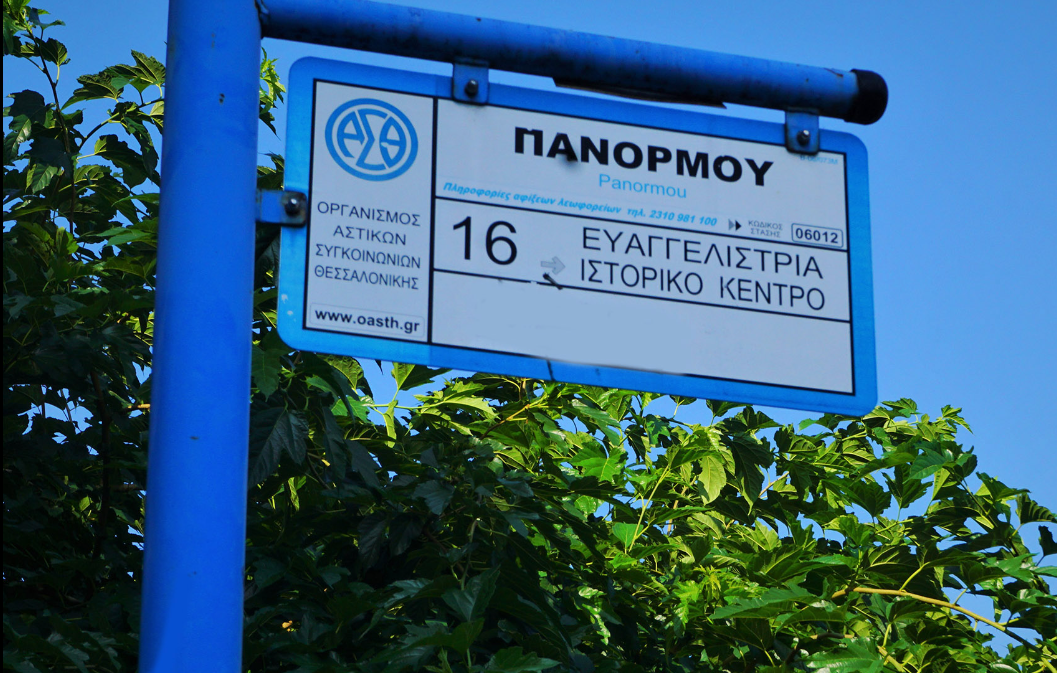 ΑΣΘ
ΟΡΓΑΝΙΣΜΟΣ
ΑΣΤΙΚΩΝ
ΣΥΓΚΟΙΝΩΝΙΩΝ
ΘΕΣΣΑΛΟΝΙΚΗΣ
www.oasth.gr
ΠΑΝΟΡΜΟΥ
Panormou
Πληροφορίες αφίξεων λεωφορείων τηλ. 2310 981 100
ΚΩΔΙΚΟΣ
ΣΤΑΣΗΣ
06012
16
ΕΥΑΓΓΕΛΙΣΤΡΙΑ
ΙΣΤΟΡΙΚΟ ΚΕΝΤΡΟ